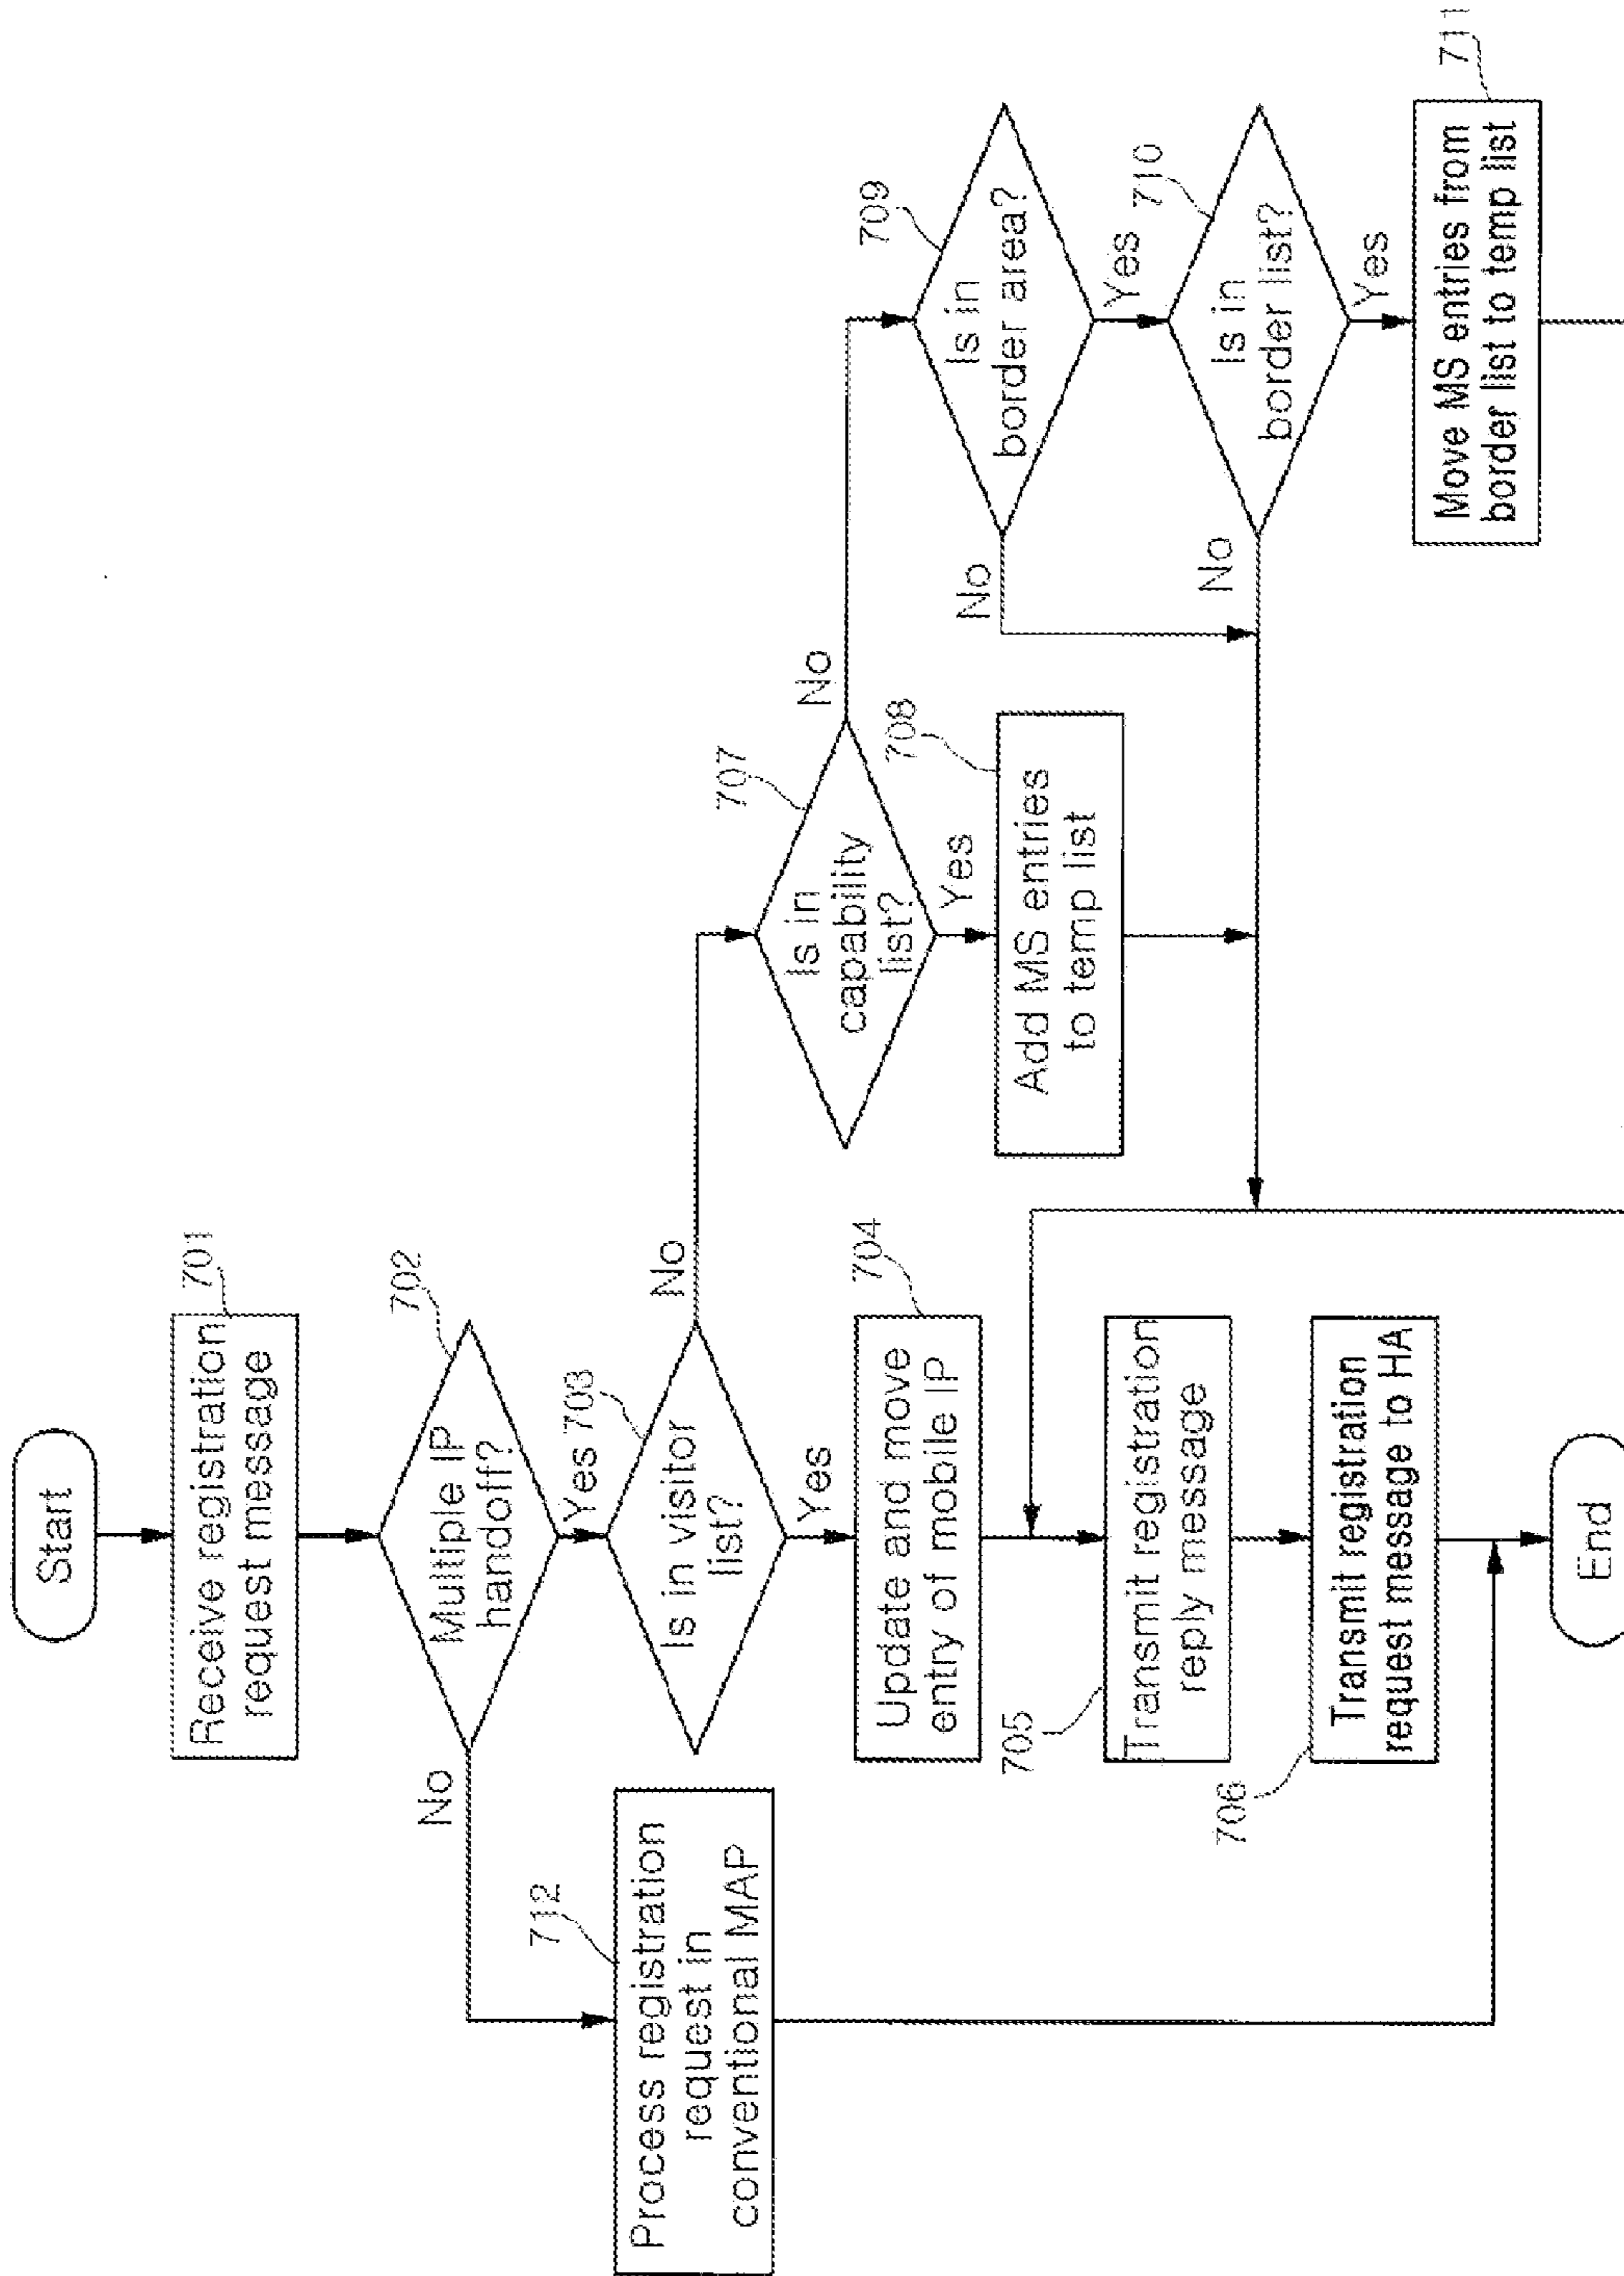 Start
Receive registration
request message
701
Multiple IP
handoff?
702
No
Yes
Process registration
request in
conventional MAP
712
Is in visitor
list?
703
No
Yes
Update and move
entry of mobile IP
704
Transmit registration
reply message
705
Transmit registration
request message to HA
706
End
Is in
capability
list?
707
No
Yes
Add MS entries
to temp list
708
Is in
border area?
709
No
Yes
Is in
border list?
710
No
Yes
Move MS entries from
border list to temp list
711